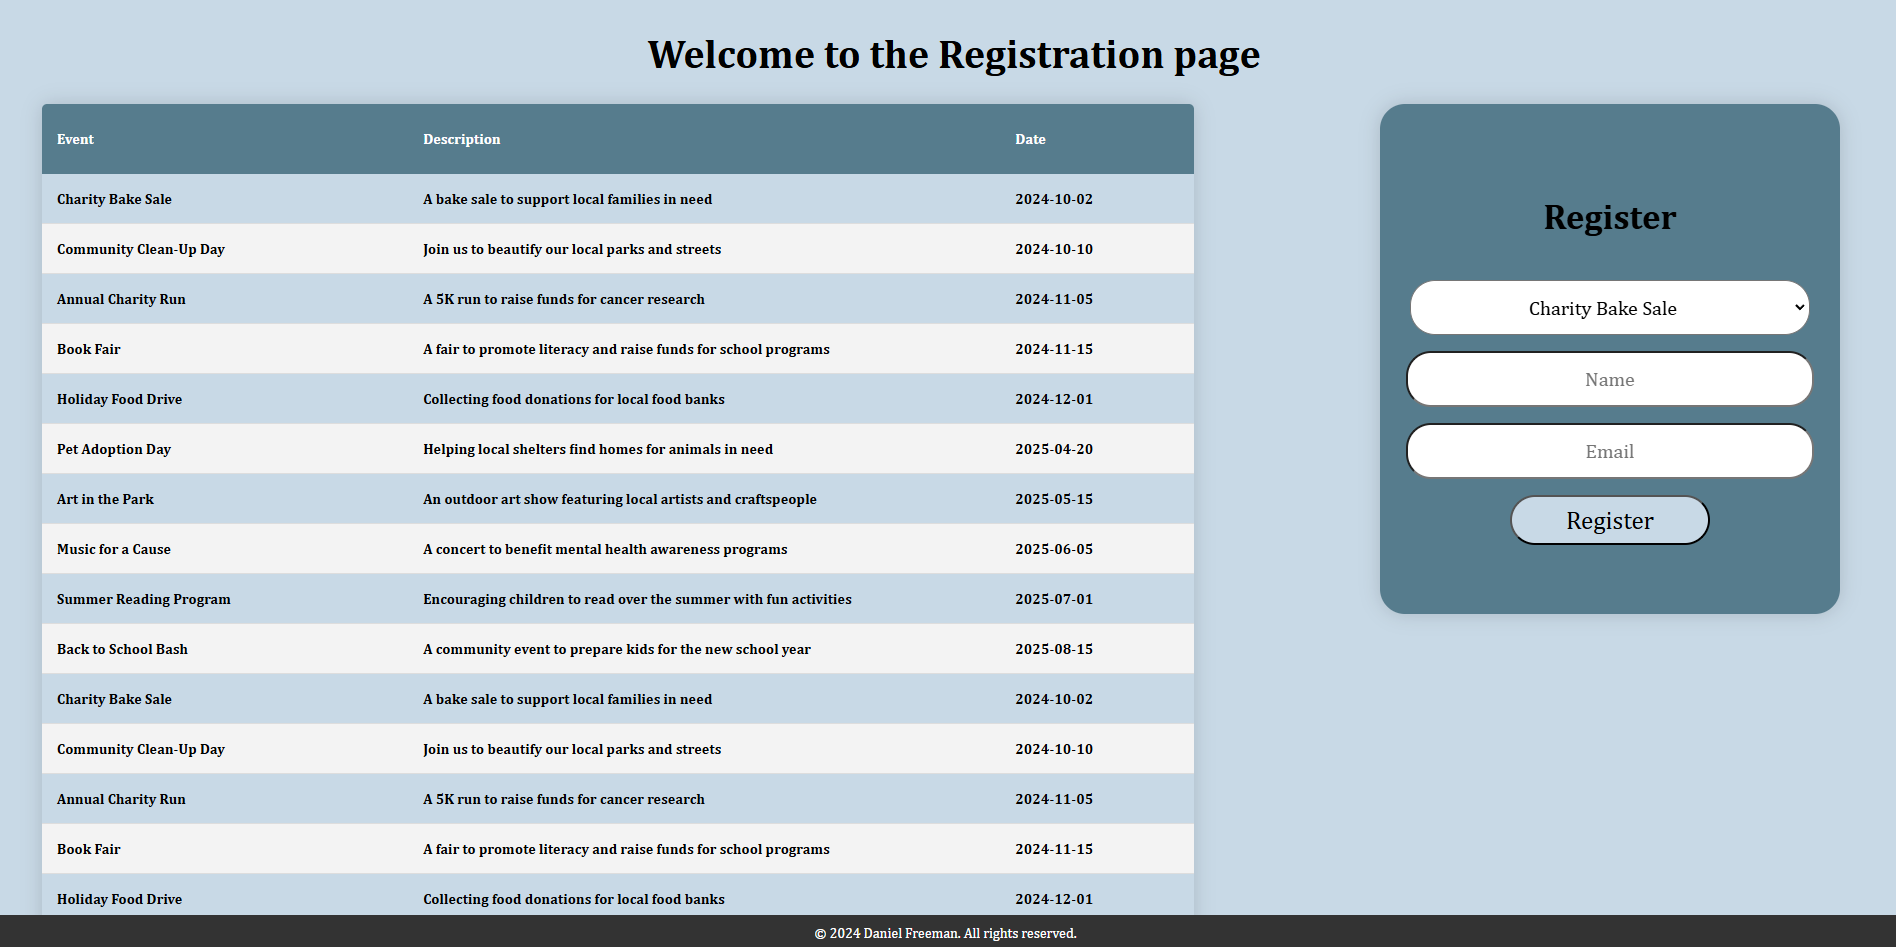 Welcome to the Registration page
Event Description Date
Charity Bake Sale A bake sale to support local families in need 2024-10-02
Community Clean-Up Day Join us to beautify our local parks and streets 2024-10-10
Annual Charity Run A 5K run to raise funds for cancer research 2024-11-05
Book Fair A fair to promote literacy and raise funds for school programs 2024-11-15
Holiday Food Drive Collecting food donations for local food banks 2024-12-01
Pet Adoption Day Helping local shelters find homes for animals in need 2025-04-20
Art in the Park An outdoor art show featuring local artists and craftspeople 2025-05-15
Music for a Cause A concert to benefit mental health awareness programs 2025-06-05
Summer Reading Program Encouraging children to read over the summer with fun activities 2025-07-01
Back to School Bash A community event to prepare kids for the new school year 2025-08-15
Charity Bake Sale A bake sale to support local families in need 2024-10-02
Community Clean-Up Day Join us to beautify our local parks and streets 2024-10-10
Annual Charity Run A 5K run to raise funds for cancer research 2024-11-05
Book Fair A fair to promote literacy and raise funds for school programs 2024-11-15
Holiday Food Drive Collecting food donations for local food banks 2024-12-01
Register
Charity Bake Sale
Name
Email
Register
© 2024 Daniel Freeman. All rights reserved.